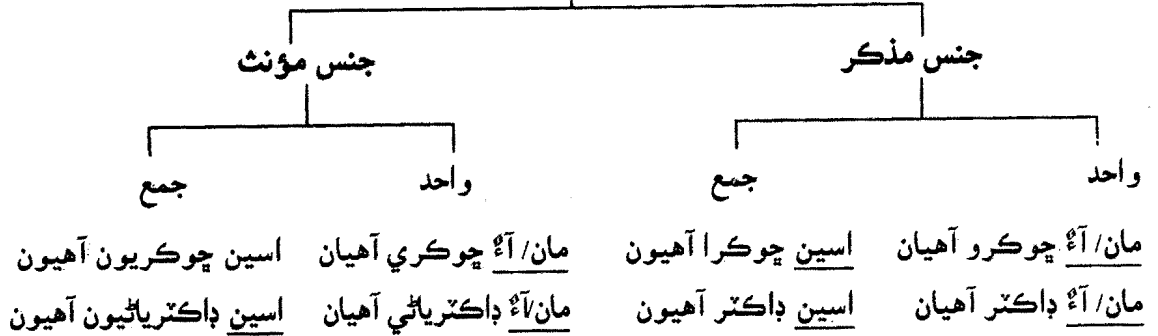 جنس مذڪر جنس مؤنث
واحد جمع واحد جمع
مان/ آءٌ ڇوڪرو آهيان اسين ڇوڪرا آهيون مان/ آءٌ ڇوڪري آهيان اسين ڇوڪريون آهيون
مان/ آءٌ ڊاڪٽر آهيان اسين ڊاڪٽر آهيون مان/آءٌ ڊاڪٽرياڻي آهيان اسين ڊاڪٽرياڻيون آهيون